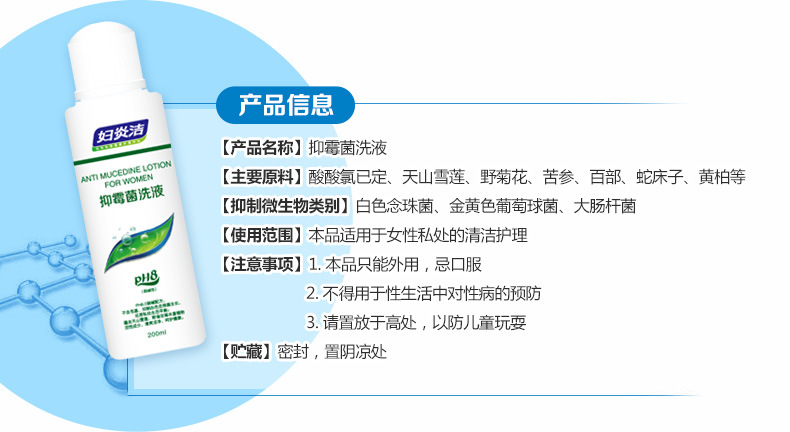 妇炎洁
ANTI MUCEDINE LOTION
FOR WOMEN
抑霉菌洗液
PH8
200ml
产品信息
【产品名称】抑霉菌洗液
【主要原料】酸酸氯已定、天山雪莲、野菊花、苦参、百部、蛇床子、黄柏等
【抑制微生物类别】白色念珠菌、金黄色葡萄球菌、大肠杆菌
【使用范围】本品适用于女性私处的清洁护理
【注意事项】1. 本品只能外用，忌口服
2. 不得用于性生活中对性病的预防
3. 请置放于高处，以防儿童玩耍
【贮藏】密封，置阴凉处